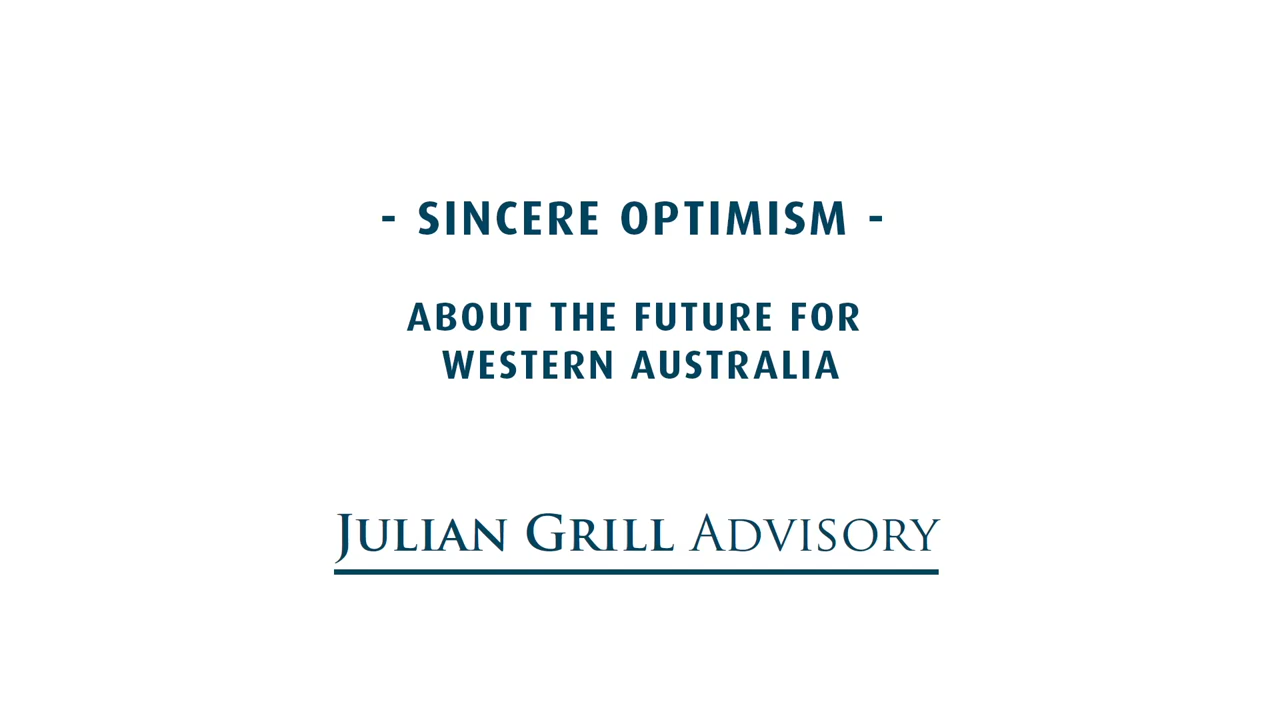 - SINCERE OPTIMISM -
ABOUT THE FUTURE FOR
WESTERN AUSTRALIA
JULIAN GRILL ADVISORY